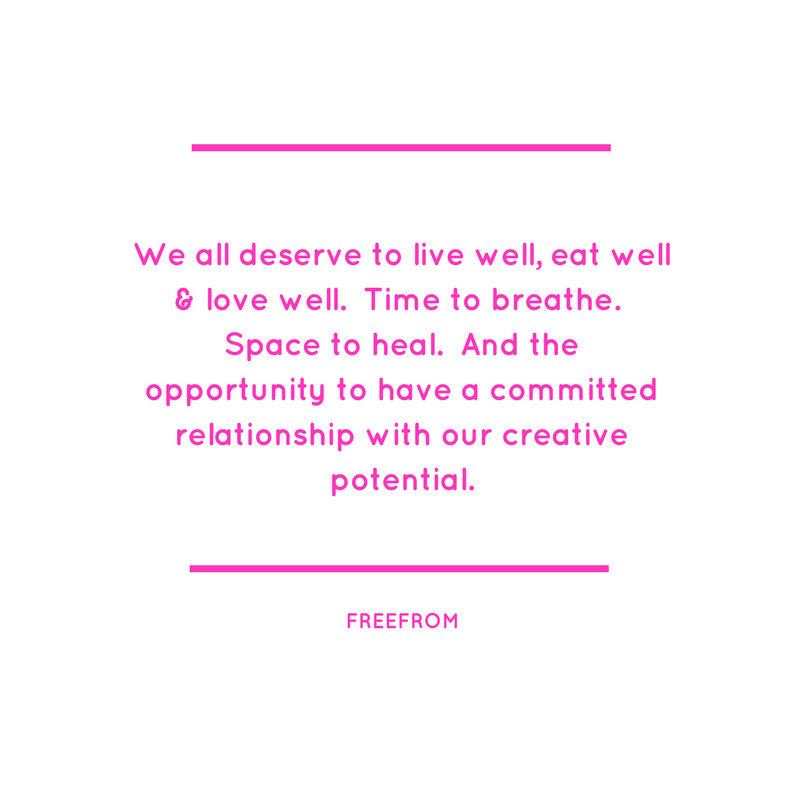 We all deserve to live well, eat well
& love well.  Time to breathe.
Space to heal.  And the
opportunity to have a committed
relationship with our creative
potential.
FREEFROM